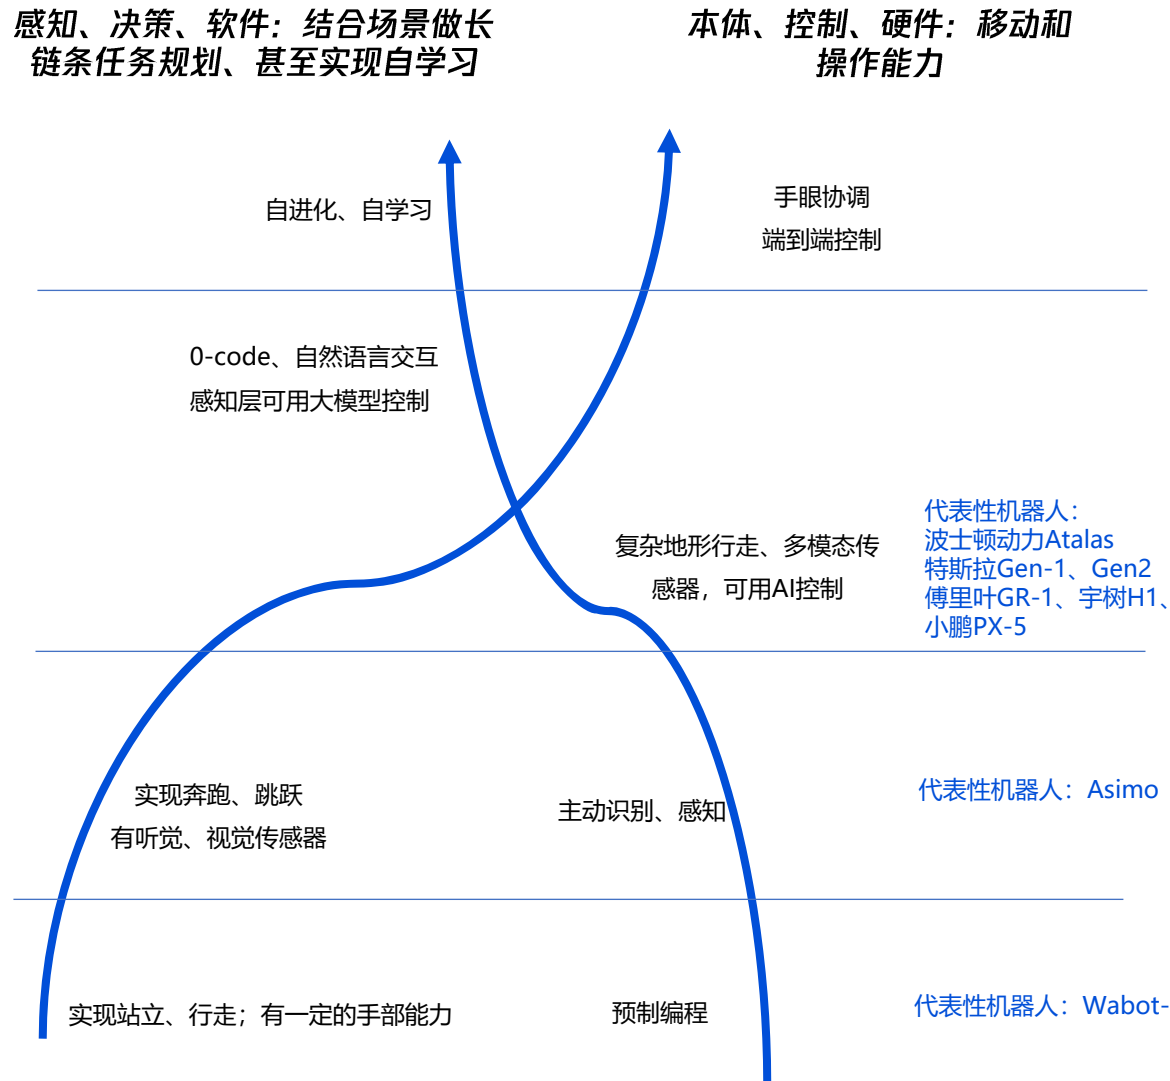 感知、决策、软件：结合场景做长
链条任务规划、甚至实现自学习
本体、控制、硬件：移动和
操作能力
自进化、自学习
手眼协调
端到端控制
0-code、自然语言交互
感知层可用大模型控制
复杂地形行走、多模态传
感器，可用AI控制
代表性机器人：
波士顿动力Atalas
特斯拉Gen-1、Gen2
傅里叶GR-1、宇树H1、
小鹏PX-5
实现奔跑、跳跃
有听觉、视觉传感器
主动识别、感知
代表性机器人：Asimo
实现站立、行走；有一定的手部能力
预制编程
代表性机器人：Wabot-